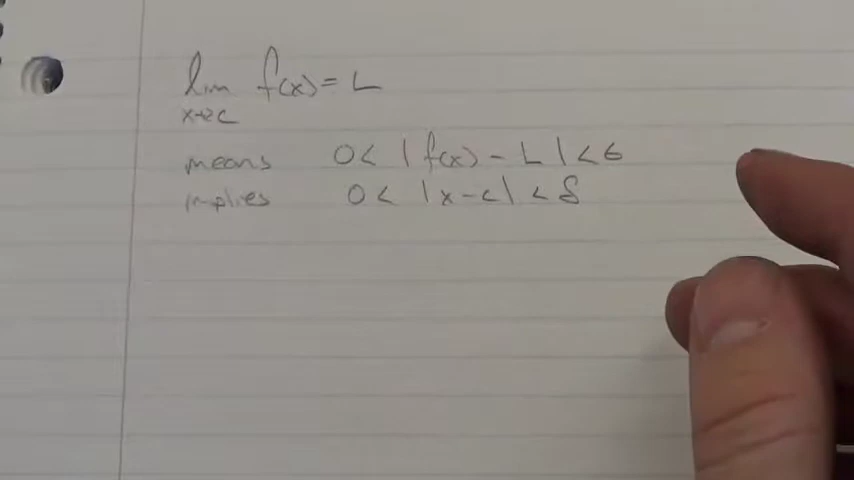 lim f(x) = L
x→c
means 0 < | f(x) - L | < ϵ
implies 0 < | x - c | < δ